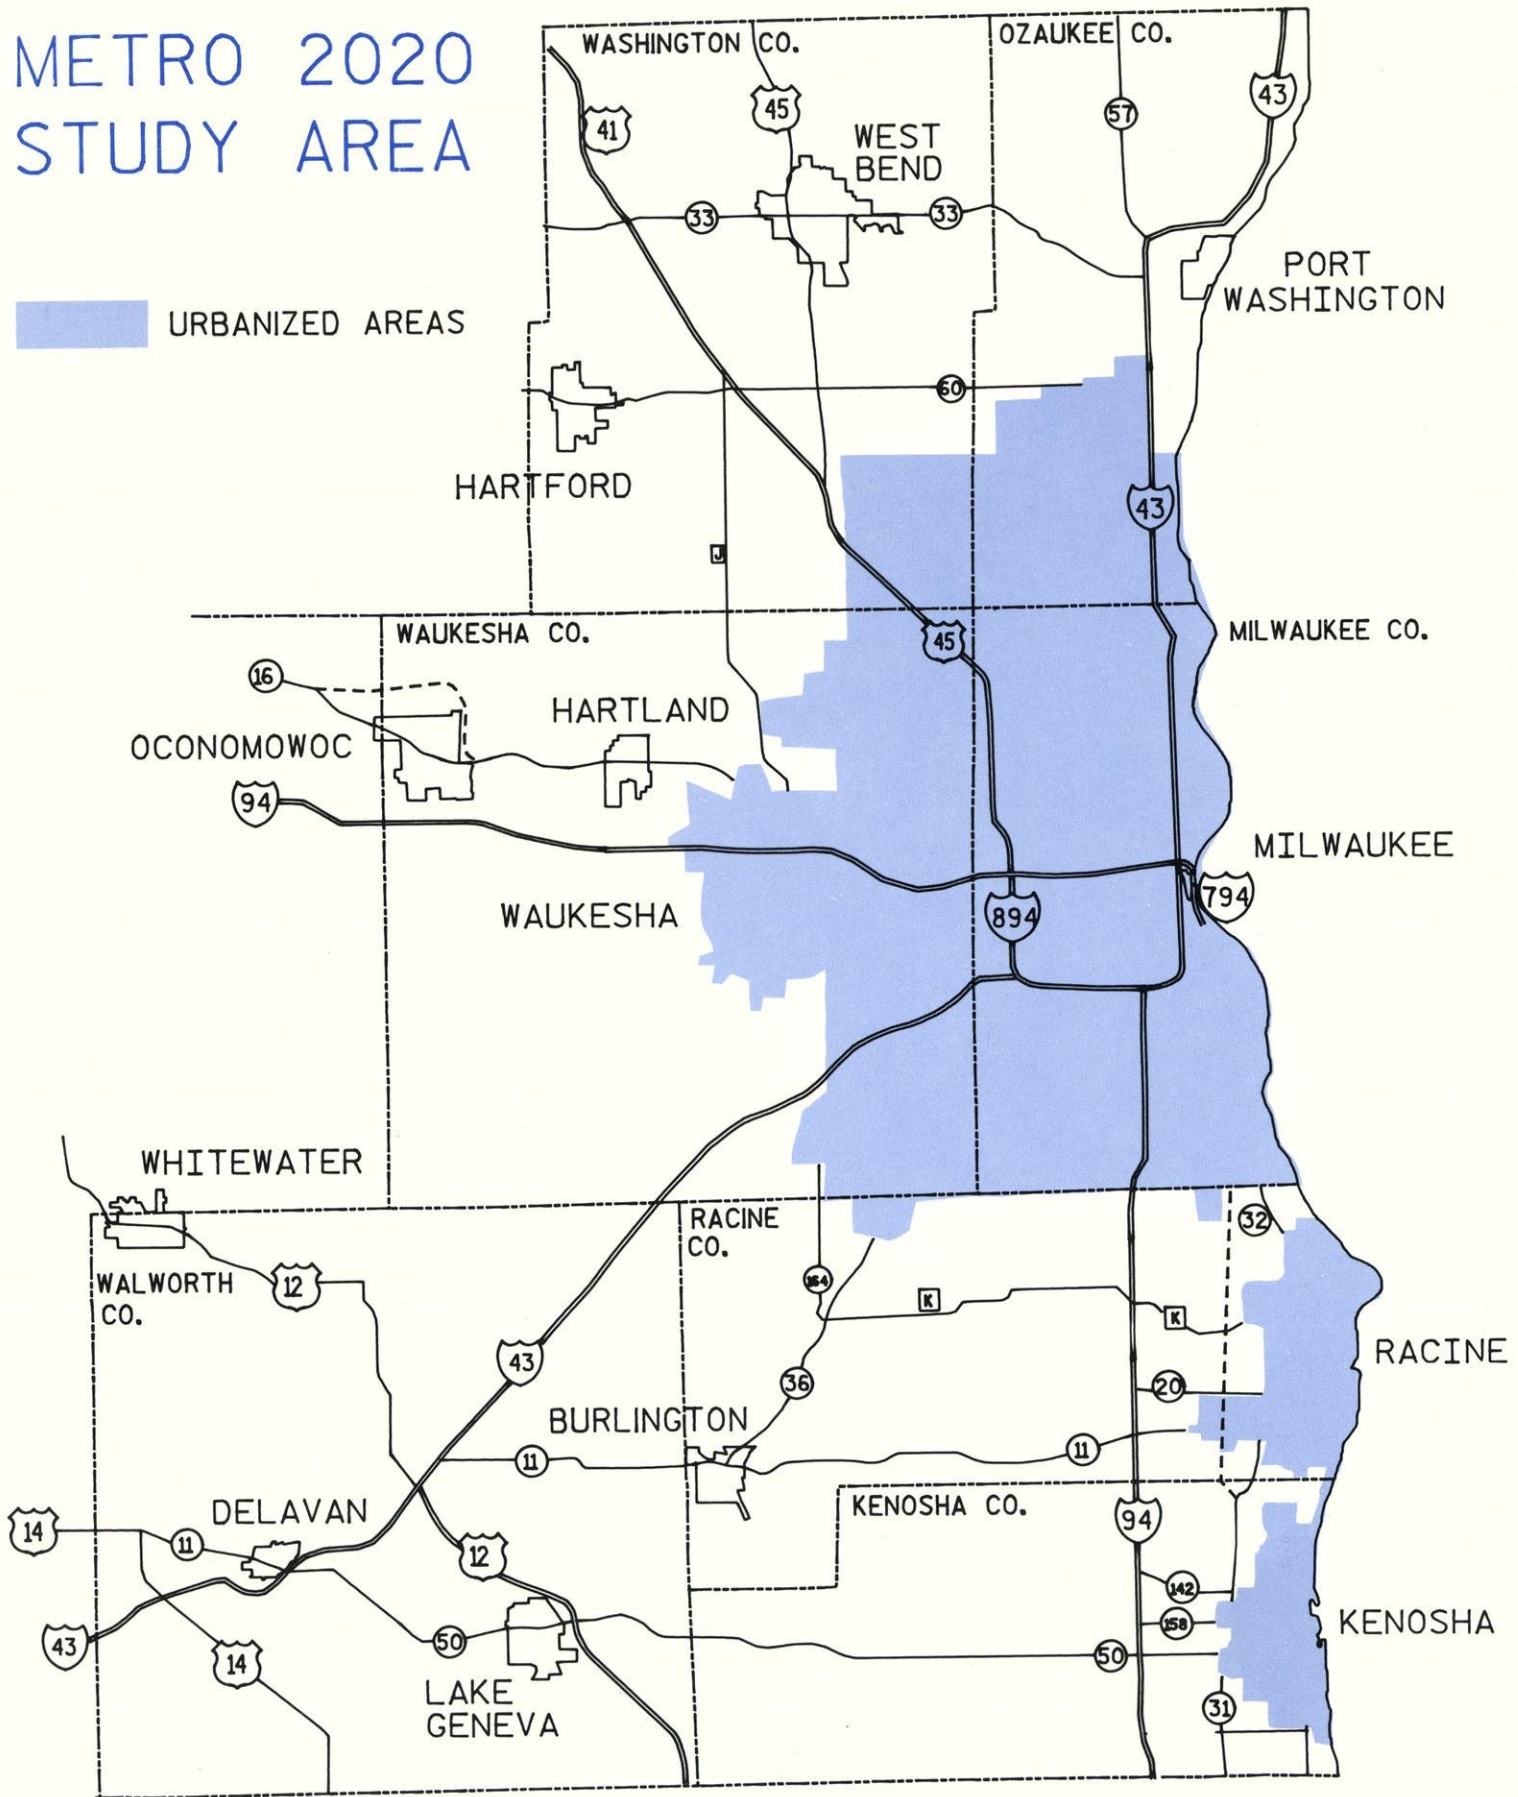 METRO 2020
STUDY AREA
URBANIZED AREAS
WASHINGTON CO.
OZAUKEE CO.
41
45
57
43
WEST
BEND
33
33
PORT
WASHINGTON
60
HARTFORD
43
J
WAUKESHA CO.
45
MILWAUKEE CO.
16
HARTLAND
OCONOMOWOC
94
MILWAUKEE
794
WAUKESHA
894
WHITEWATER
RACINE
CO.
32
WALWORTH
CO.
12
164
K
K
43
RACINE
36
20
BURLINGTON
11
11
DELAVAN
KENOSHA CO.
14
11
94
12
142
158
KENOSHA
43
50
50
14
LAKE
GENEVA
31